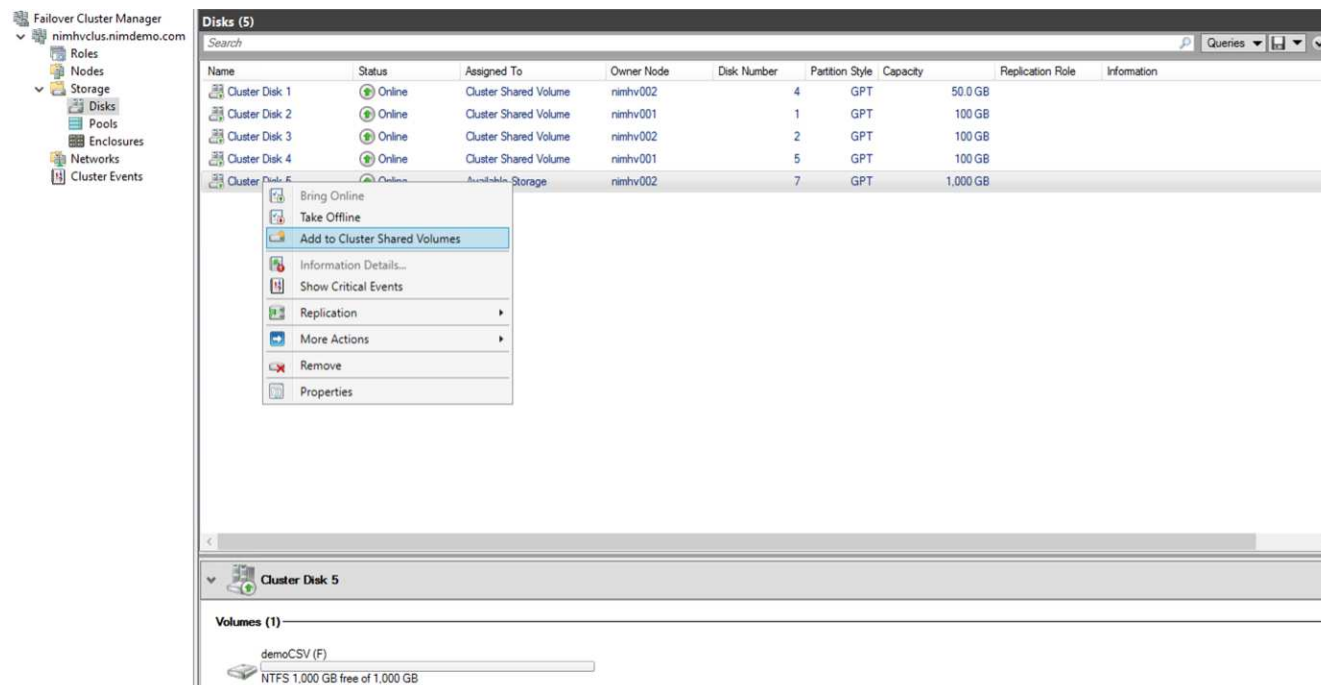 Failover Cluster Manager
nimhvclus.nimdemo.com
Roles
Nodes
Storage
Disks
Pools
Enclosures
Networks
Cluster Events
Disks (5)
Search
Queries
Name Status Assigned To Owner Node Disk Number Partition Style Capacity Replication Role Information
Cluster Disk 1 Online Cluster Shared Volume nimhv002 4 GPT 50.0 GB
Cluster Disk 2 Online Cluster Shared Volume nimhv001 1 GPT 100 GB
Cluster Disk 3 Online Cluster Shared Volume nimhv002 2 GPT 100 GB
Cluster Disk 4 Online Cluster Shared Volume nimhv001 5 GPT 100 GB
Cluster Disk 5 Online Available Storage nimhv002 7 GPT 1,000 GB
Bring Online
Take Offline
Add to Cluster Shared Volumes
Information Details...
Show Critical Events
Replication
More Actions
Remove
Properties
Cluster Disk 5
Volumes (1)
demoCSV (F)
NTFS 1,000 GB free of 1,000 GB